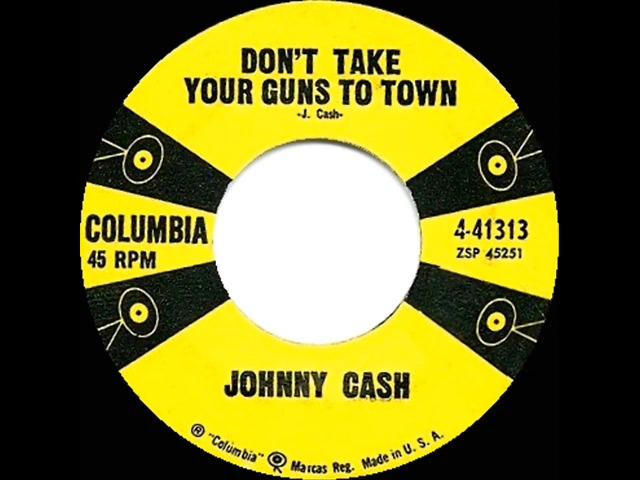 DON'T TAKE
YOUR GUNS TO TOWN
-J. Cash-
COLUMBIA
45 RPM
4-41313
ZSP 45251
JOHNNY CASH
® "Columbia" Marcas Reg. Made in U. S. A.